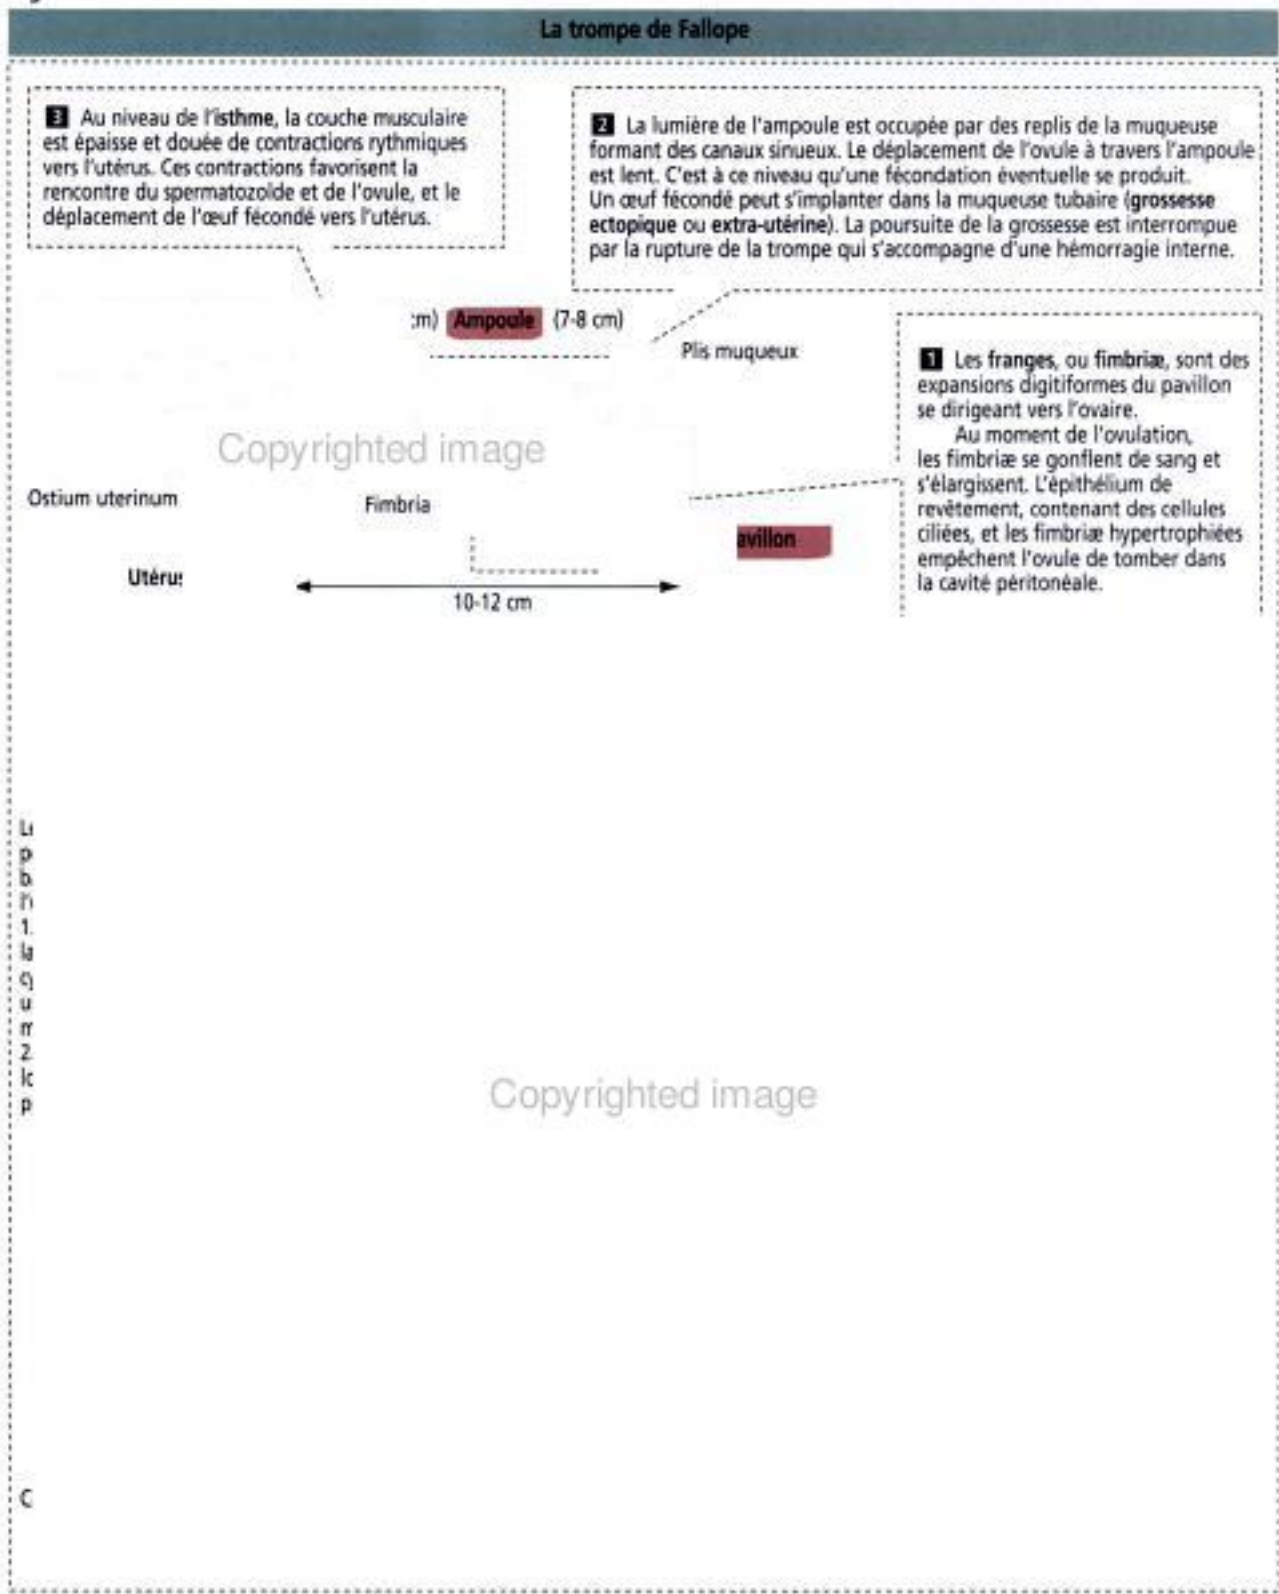 La trompe de Fallope
3 Au niveau de l'isthme, la couche musculaire
est épaisse et douée de contractions rythmiques
vers l'utérus. Ces contractions favorisent la
rencontre du spermatozoïde et de l'ovule, et le
déplacement de l'œuf fécondé vers l'utérus.
2 La lumière de l'ampoule est occupée par des replis de la muqueuse
formant des canaux sinueux. Le déplacement de l'ovule à travers l'ampoule
est lent. C'est à ce niveau qu'une fécondation éventuelle se produit.
Un œuf fécondé peut s'implanter dans la muqueuse tubaire (grossesse
ectopique ou extra-utérine). La poursuite de la grossesse est interrompue
par la rupture de la trompe qui s'accompagne d'une hémorragie interne.
:m) Ampoule (7-8 cm)
Plis muqueux
1 Les franges, ou fimbriæ, sont des
expansions digitiformes du pavillon
se dirigeant vers l'ovaire.
Au moment de l'ovulation,
les fimbriæ se gonflent de sang et
s'élargissent. L'épithélium de
revêtement, contenant des cellules
ciliées, et les fimbriæ hypertrophiées
empêchent l'ovule de tomber dans
la cavité péritonéale.
Copyrighted image
Ostium uterinum
Fimbria
avillon
Utérus
10-12 cm
p
b
1.
la
u
2
p
Copyrighted image
C